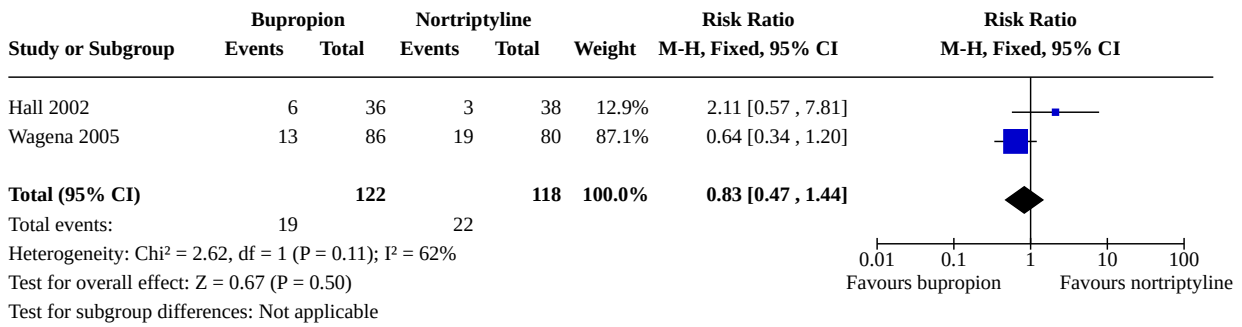 Bupropion Nortriptyline Risk Ratio Risk Ratio
Study or Subgroup Events Total Events Total Weight M-H, Fixed, 95% CI M-H, Fixed, 95% CI
Hall 2002 6 36 3 38 12.9% 2.11 [0.57 , 7.81]
Wagena 2005 13 86 19 80 87.1% 0.64 [0.34 , 1.20]
Total (95% CI) 122 118 100.0% 0.83 [0.47 , 1.44]
Total events: 19 22
Heterogeneity: Chi² = 2.62, df = 1 (P = 0.11); I² = 62% 0.01 0.1 1 10 100
Test for overall effect: Z = 0.67 (P = 0.50) Favours bupropion Favours nortriptyline
Test for subgroup differences: Not applicable